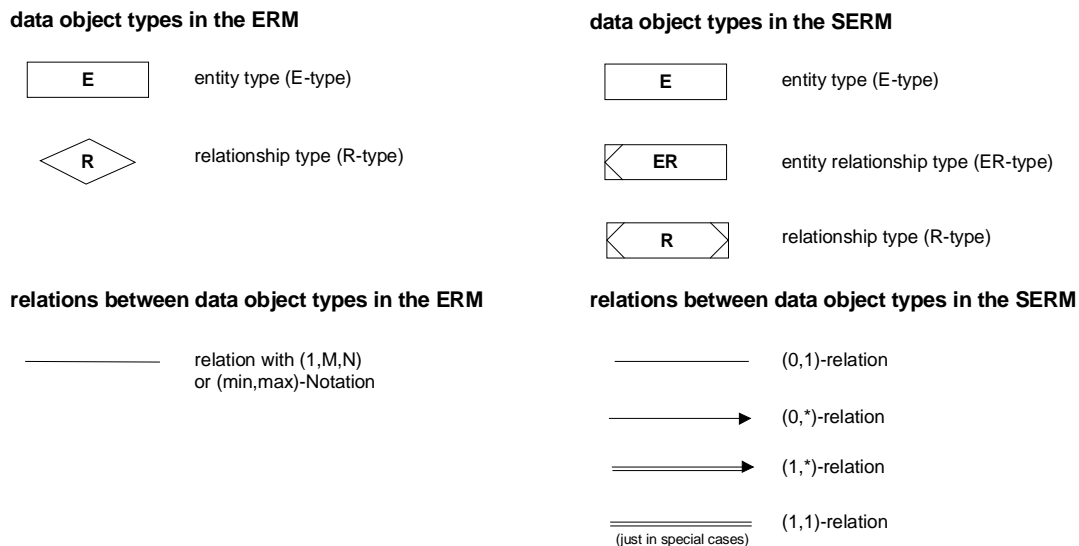 data object types in the ERM
E
entity type (E-type)
R
relationship type (R-type)
data object types in the SERM
E
entity type (E-type)
ER
entity relationship type (ER-type)
R
relationship type (R-type)
relations between data object types in the ERM
relation with (1,M,N)
or (min,max)-Notation
relations between data object types in the SERM
(0,1)-relation
(0,*)-relation
(1,*)-relation
(1,1)-relation
(just in special cases)